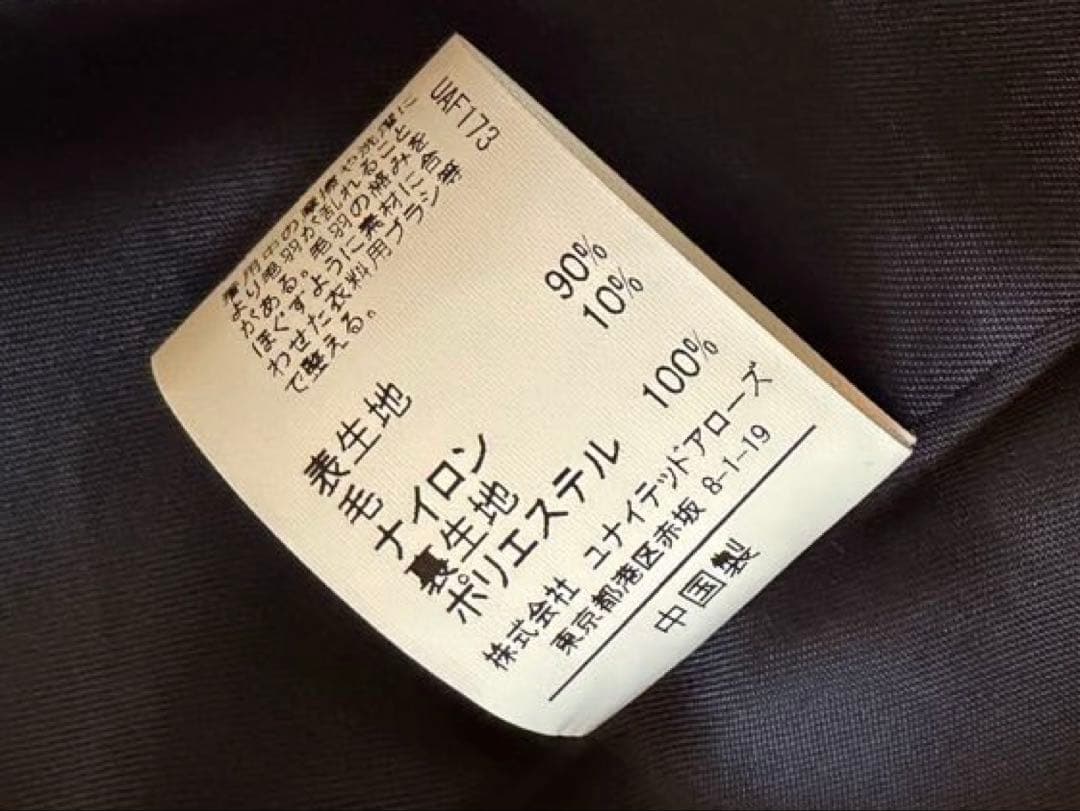 UAF173
着用中の摩擦や洗濯に
より毛羽が乱れること
がある。毛羽の絡みを
ほぐすように素材に合
わせた衣料用ブラシ等
で整える。
表生地
毛 90%
ナイロン 10%
裏生地
ポリエステル 100%
株式会社 ユナイテッドアローズ
東京都港区赤坂 8-1-19
中国製